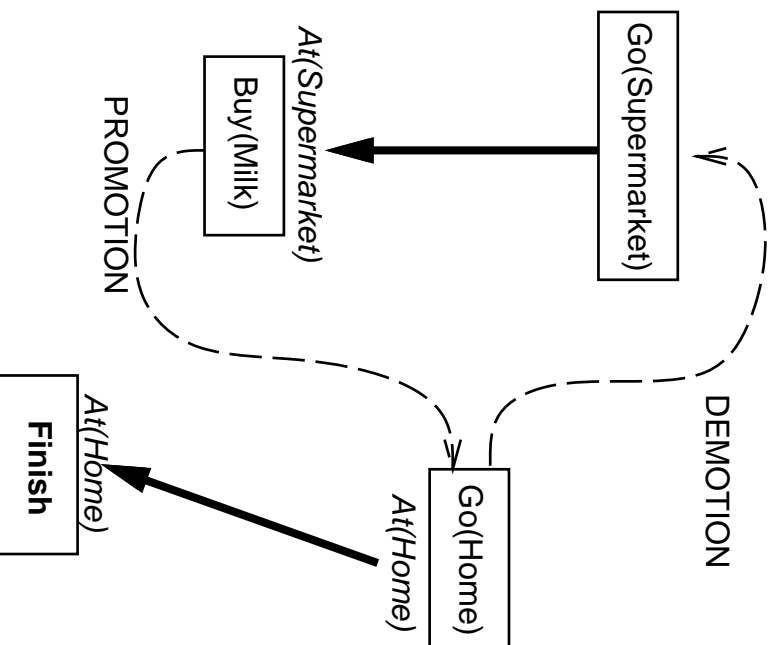 DEMOTION
Go(Supermarket)
Go(Home)
At(Home)
At(Supermarket)
Buy(Milk)
PROMOTION
At(Home)
Finish